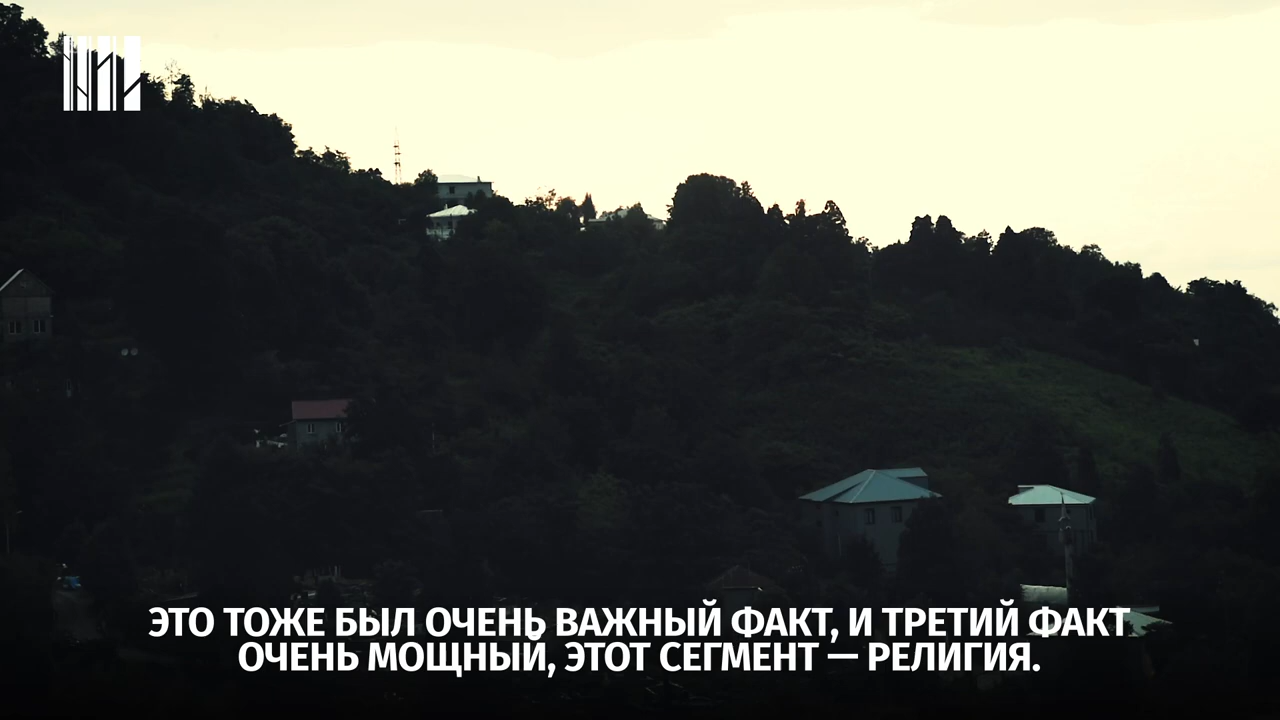 ЭТО ТОЖЕ БЫЛ ОЧЕНЬ ВАЖНЫЙ ФАКТ, И ТРЕТИЙ ФАКТ
ОЧЕНЬ МОЩНЫЙ, ЭТОТ СЕГМЕНТ — РЕЛИГИЯ.